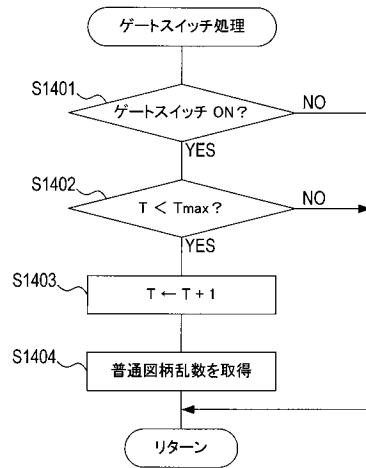 ゲートスイッチ処理
S1401
ゲートスイッチ ON?
NO
YES
S1402
T < Tmax?
NO
YES
S1403
T ← T + 1
S1404
普通図柄乱数を取得
リターン